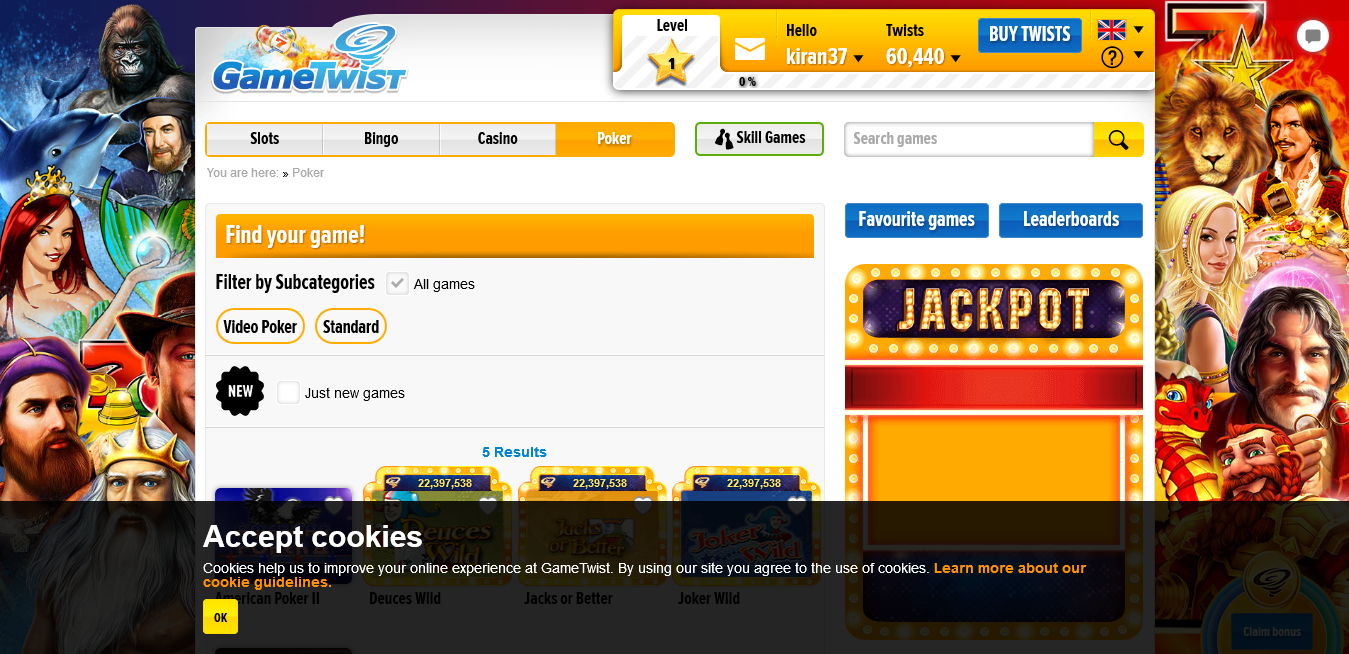 Level
1
0 %
Hello
kiran37
Twists
60,440
BUY TWISTS
GAMETWIST
Slots
Bingo
Casino
Poker
Skill Games
Search games
You are here: » Poker
Find your game!
Filter by Subcategories
All games
Video Poker
Standard
NEW
Just new games
5 Results
22,397,538
22,397,538
22,397,538
Deuces Wild
Jacks or Better
Joker Wild
American Poker II
Deuces Wild
Jacks or Better
Joker Wild
Favourite games
Leaderboards
JACKPOT
Accept cookies
Cookies help us to improve your online experience at GameTwist. By using our site you agree to the use of cookies. Learn more about our
cookie guidelines.
OK
Claim bonus